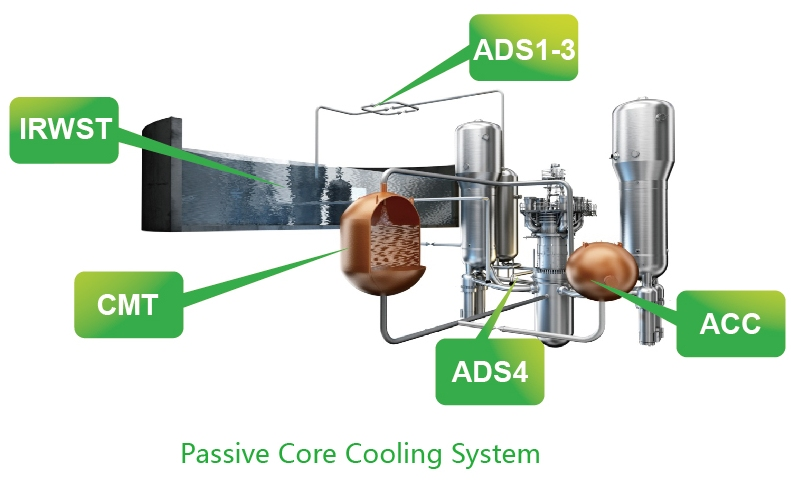 ADS1-3
IRWST
CMT
ACC
ADS4
Passive Core Cooling System